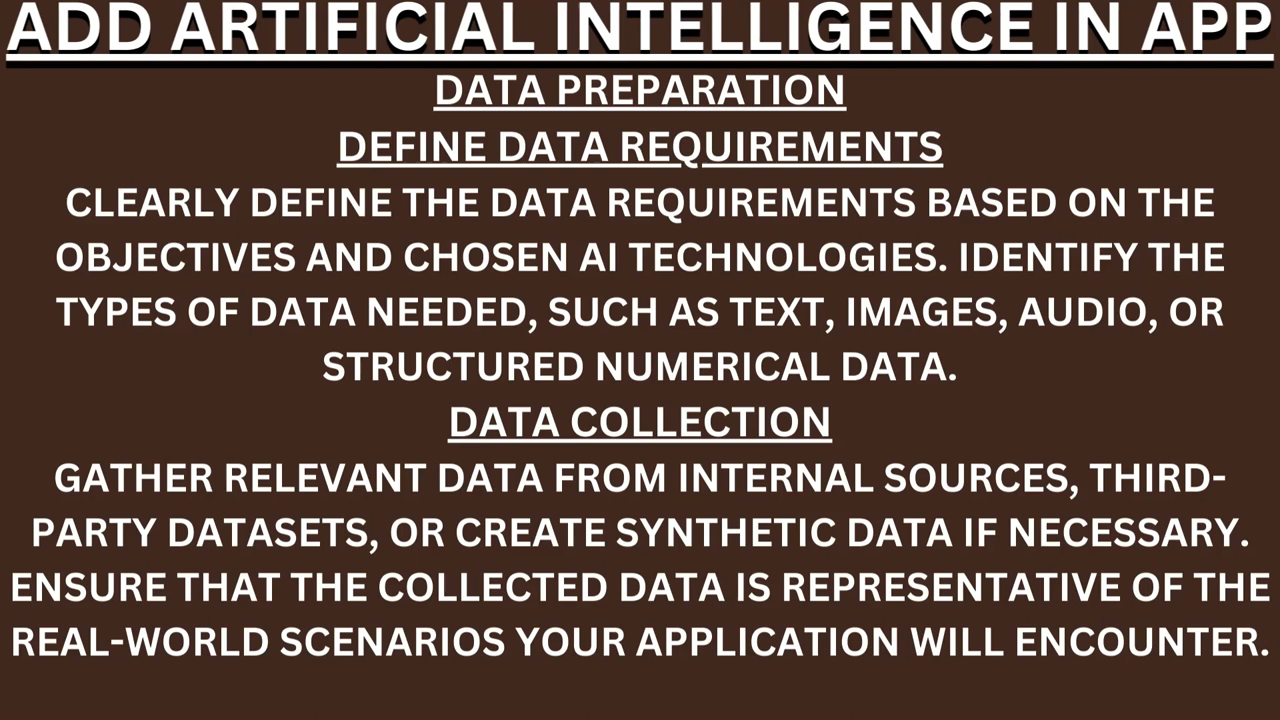 ADD ARTIFICIAL INTELLIGENCE IN APP
DATA PREPARATION
DEFINE DATA REQUIREMENTS
CLEARLY DEFINE THE DATA REQUIREMENTS BASED ON THE
OBJECTIVES AND CHOSEN AI TECHNOLOGIES. IDENTIFY THE
TYPES OF DATA NEEDED, SUCH AS TEXT, IMAGES, AUDIO, OR
STRUCTURED NUMERICAL DATA.
DATA COLLECTION
GATHER RELEVANT DATA FROM INTERNAL SOURCES, THIRD-
PARTY DATASETS, OR CREATE SYNTHETIC DATA IF NECESSARY.
ENSURE THAT THE COLLECTED DATA IS REPRESENTATIVE OF THE
REAL-WORLD SCENARIOS YOUR APPLICATION WILL ENCOUNTER.